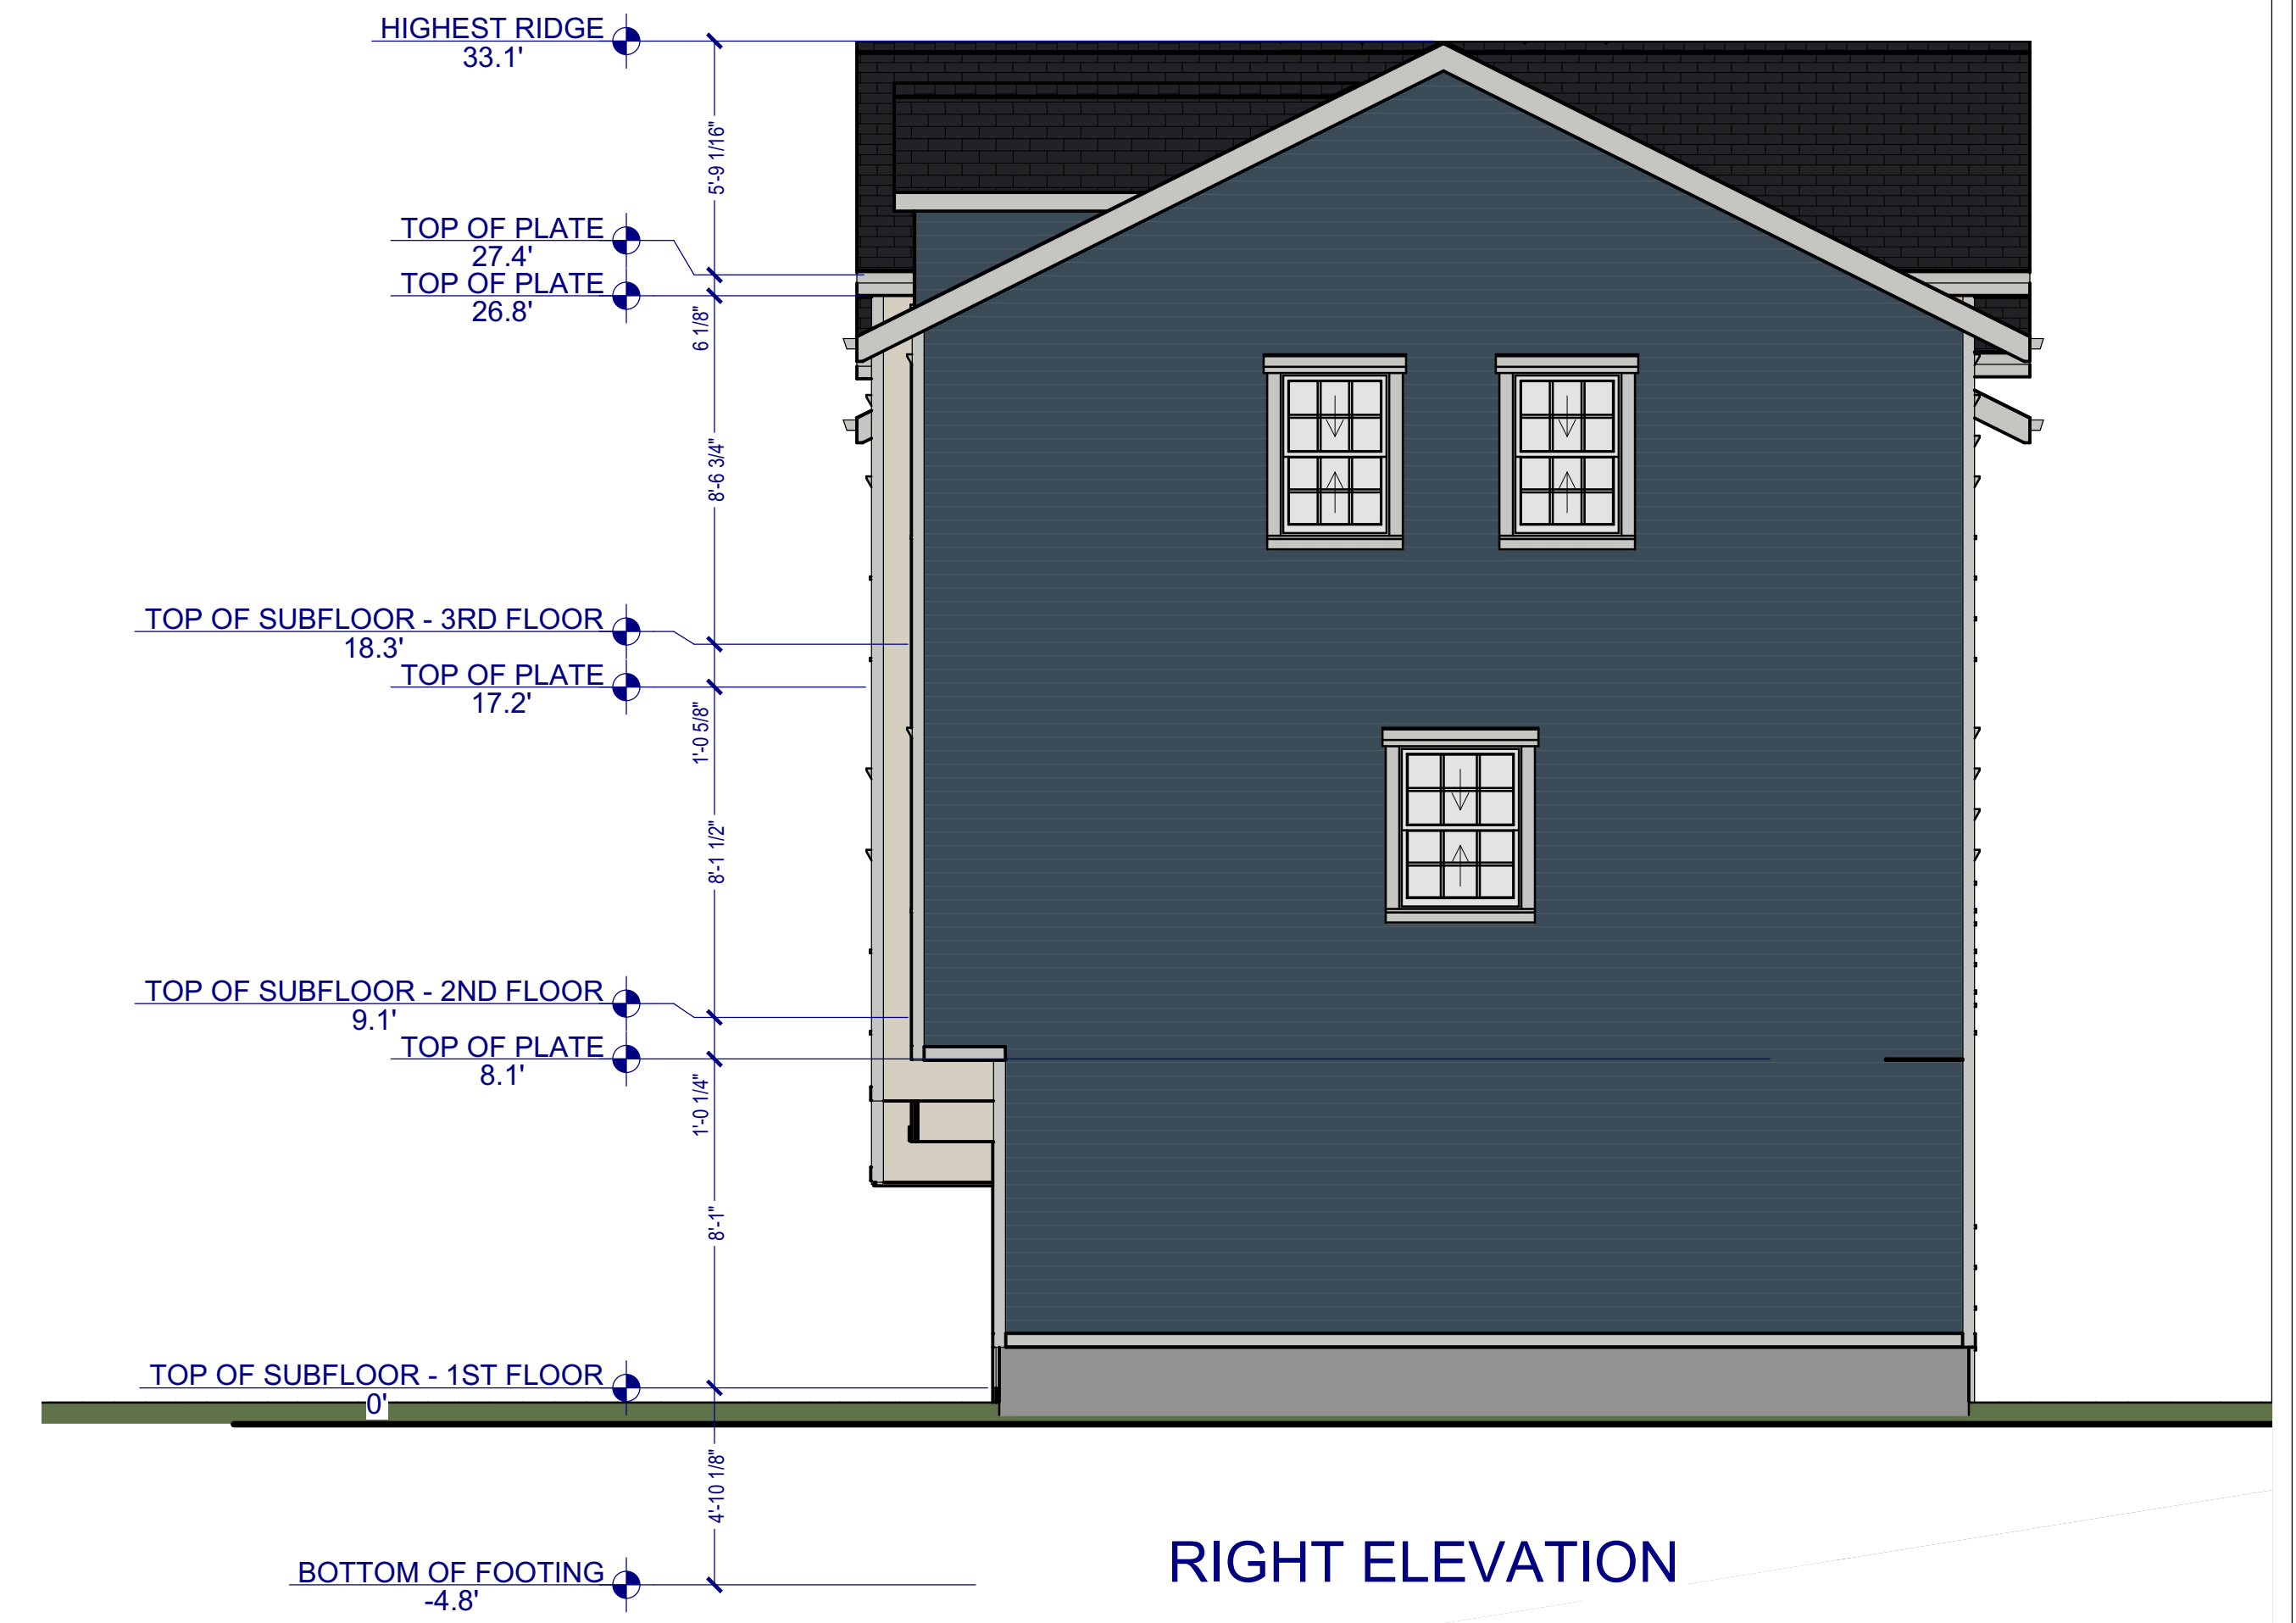 HIGHEST RIDGE
33.1'
5'-9 1/16"
TOP OF PLATE
27.4'
TOP OF PLATE
26.8'
6 1/8"
8'-6 3/4"
TOP OF SUBFLOOR - 3RD FLOOR
18.3'
TOP OF PLATE
17.2'
1'-0 5/8"
8'-1 1/2"
TOP OF SUBFLOOR - 2ND FLOOR
9.1'
TOP OF PLATE
8.1'
1'-0 1/4"
8'-1"
TOP OF SUBFLOOR - 1ST FLOOR
0'
4'-10 1/8"
BOTTOM OF FOOTING
-4.8'
RIGHT ELEVATION